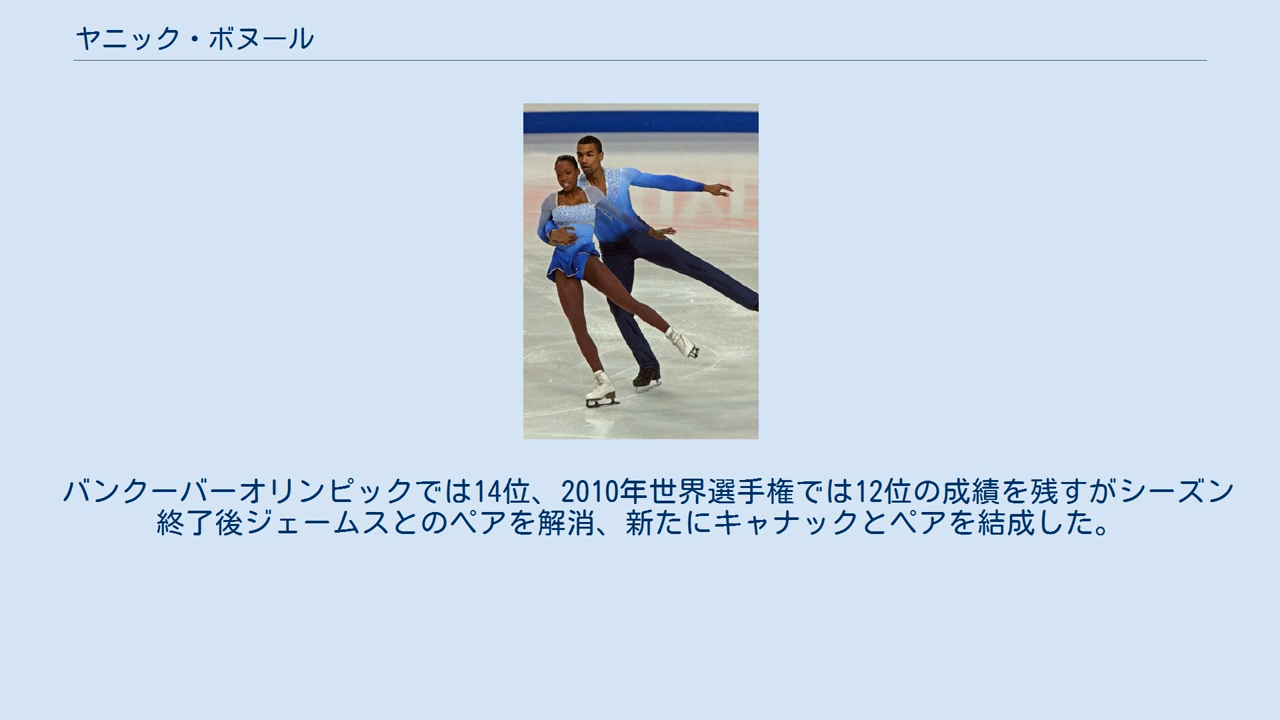 ヤニック・ボヌール
バンクーバーオリンピックでは14位、2010年世界選手権では12位の成績を残すがシーズン
終了後ジェームスとのペアを解消、新たにキャナックとペアを結成した。